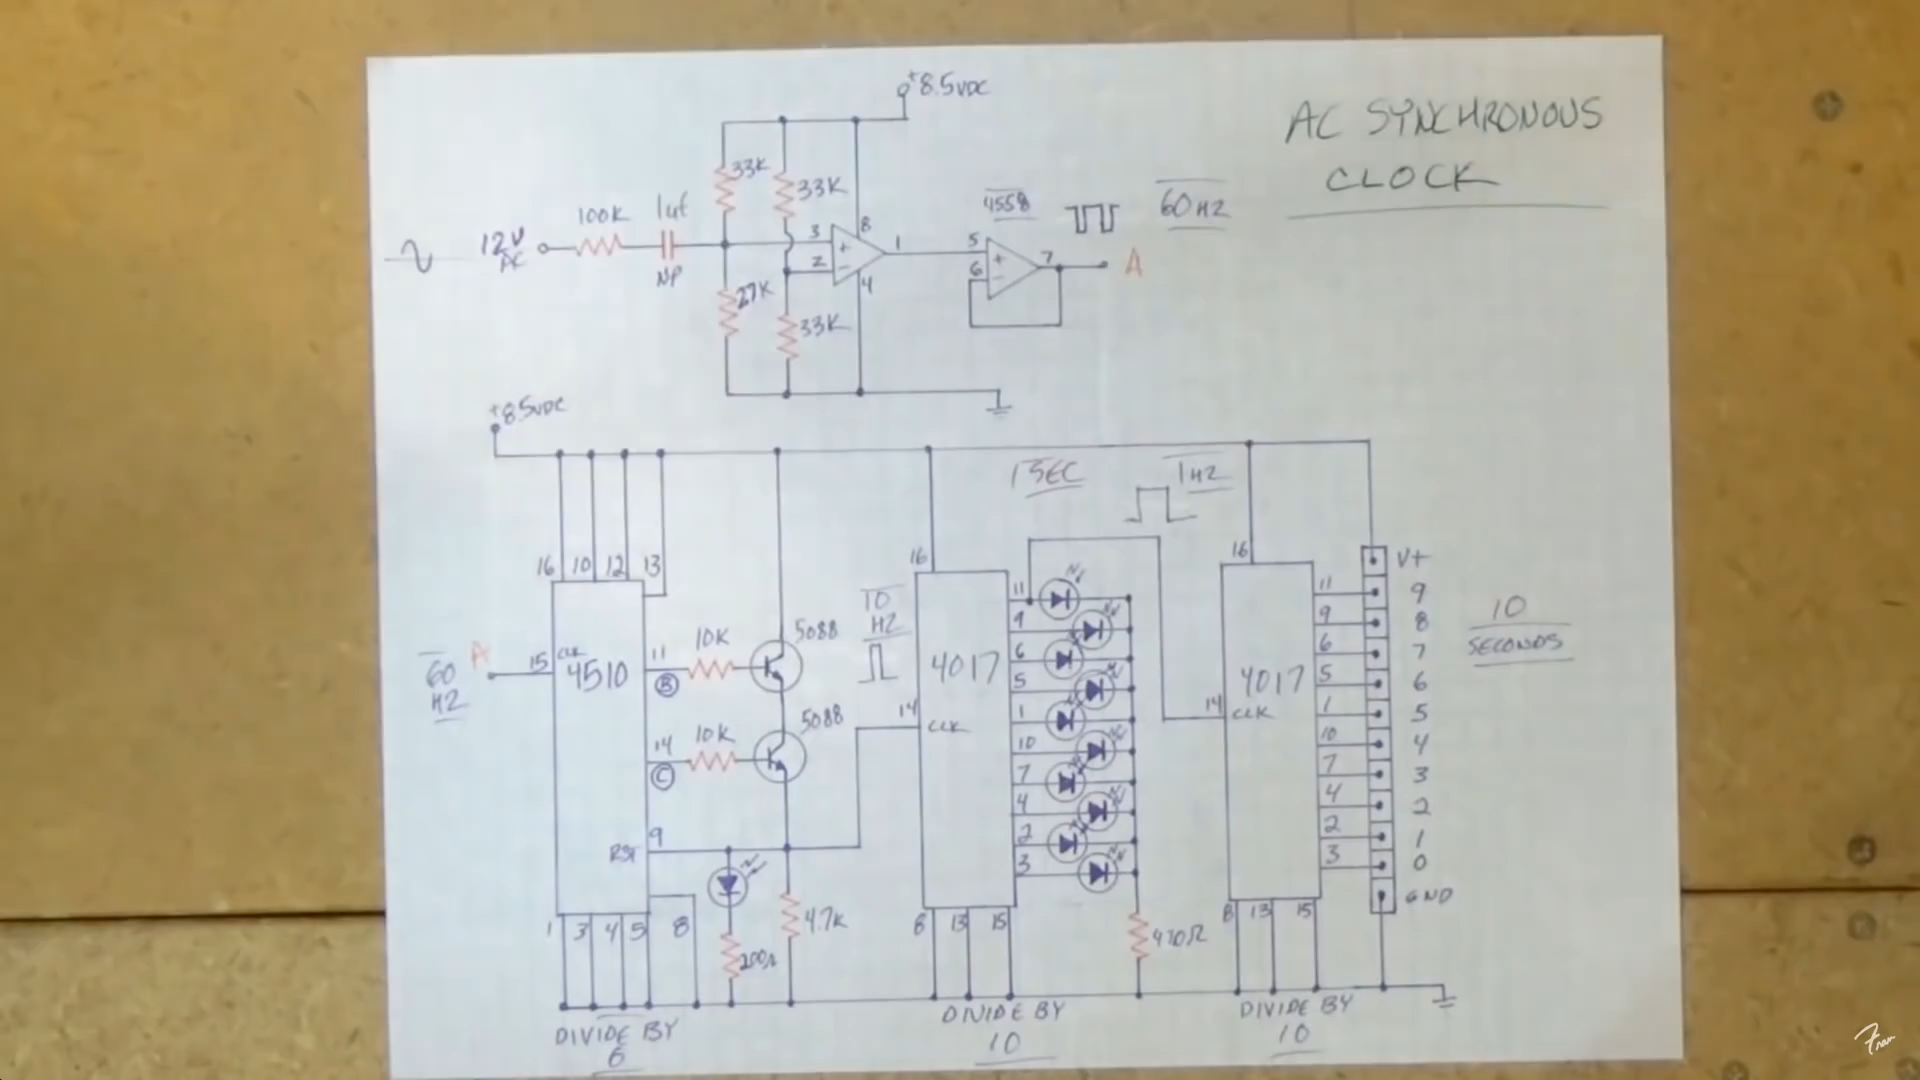 +8.5VDC
AC SYNCHRONOUS
CLOCK
33K
33K
100K
1uf
12V
AC
NP
3
8
+
1
2
-
4
27K
33K
4558
60HZ
5
+
6
-
7
A
+8.5VDC
1 SEC
1HZ
16
10
12
13
16
16
V+
A
60
HZ
15
CLK
4510
11
B
10K
5088
14
C
10K
5088
RST
9
10
HZ
4017
14
CLK
11
9
6
5
1
10
7
4
2
3
4017
14
CLK
11
9
6
5
1
10
7
4
2
3
9
8
7
6
5
4
3
2
1
0
GND
10
SECONDS
1
3
4
5
8
200Ω
4.7K
8
13
15
470Ω
8
13
15
DIVIDE BY
6
DIVIDE BY
10
DIVIDE BY
10
Fran